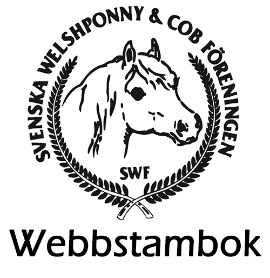 SVENSKA WELSHPONNY & COB FÖRENINGEN
SWF
Webbstambok